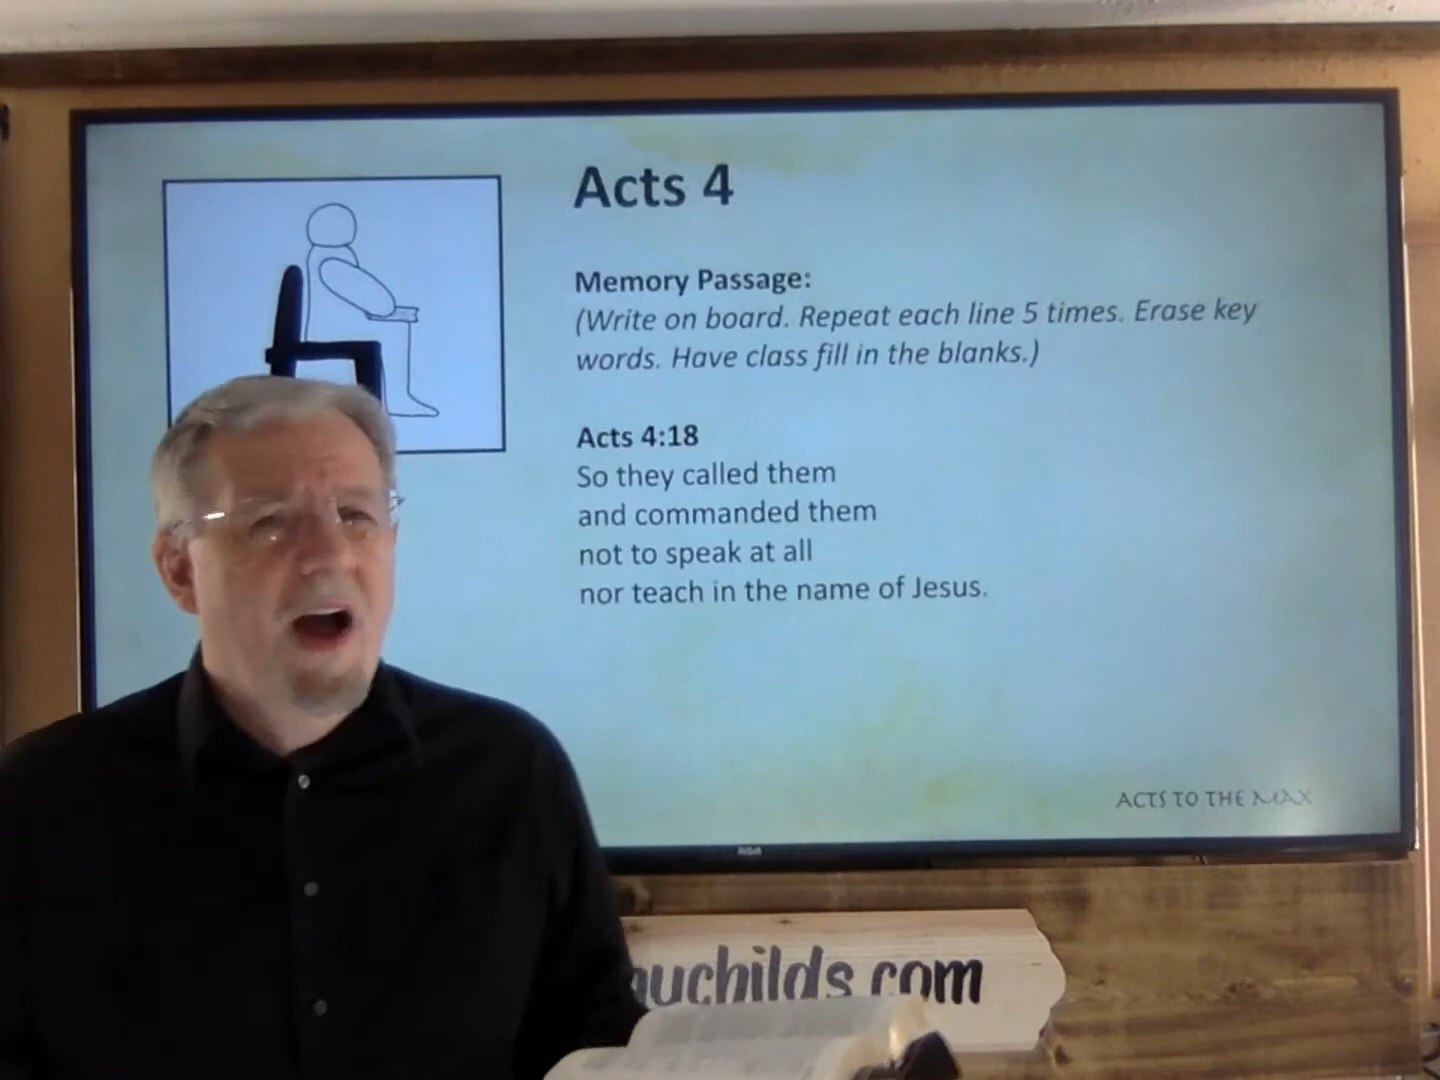 Acts 4
Memory Passage:
(Write on board. Repeat each line 5 times. Erase key
words. Have class fill in the blanks.)
Acts 4:18
So they called them
and commanded them
not to speak at all
nor teach in the name of Jesus.
ACTS TO THE MAX
RCA
uchilds.com